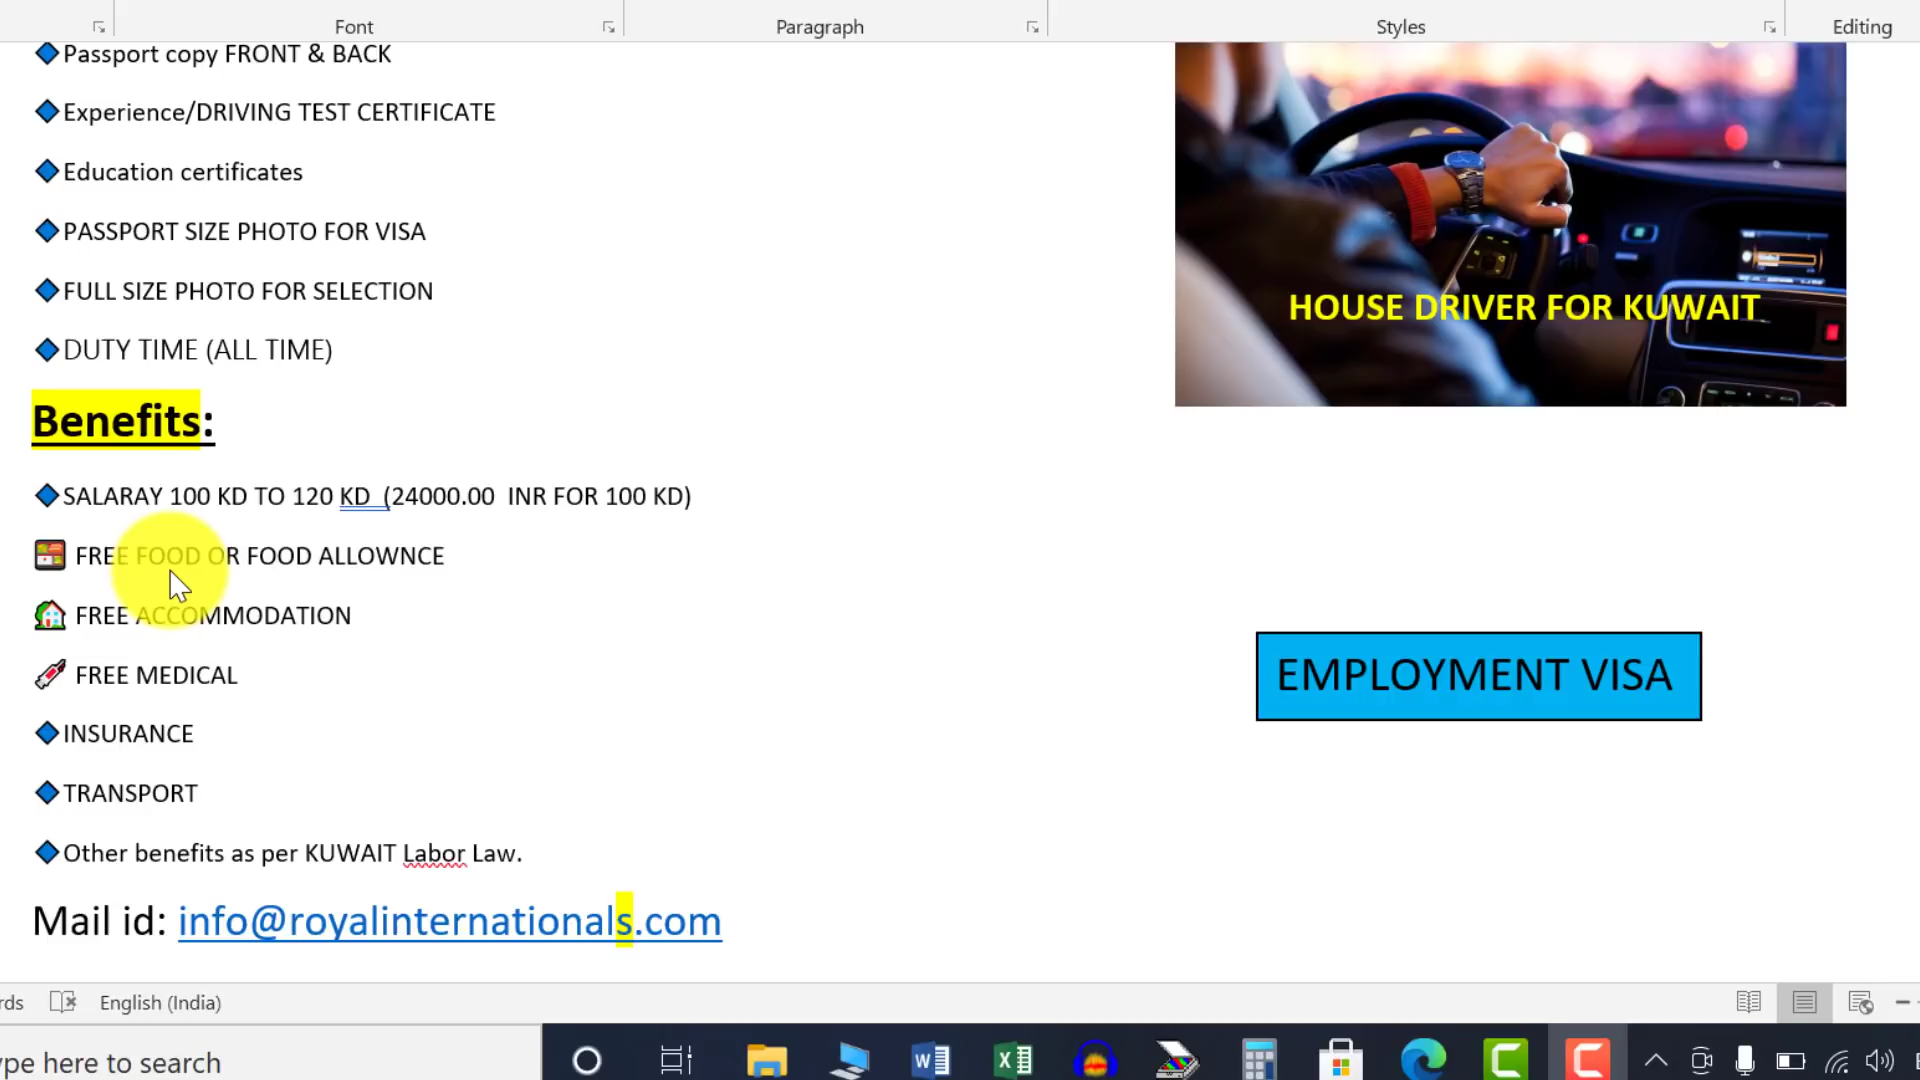 Font
Paragraph
Styles
Editing
Passport copy FRONT & BACK
Experience/DRIVING TEST CERTIFICATE
Education certificates
PASSPORT SIZE PHOTO FOR VISA
FULL SIZE PHOTO FOR SELECTION
DUTY TIME (ALL TIME)
HOUSE DRIVER FOR KUWAIT
Benefits:
SALARAY 100 KD TO 120 KD (24000.00 INR FOR 100 KD)
FREE FOOD OR FOOD ALLOWNCE
FREE ACCOMMODATION
FREE MEDICAL
INSURANCE
TRANSPORT
Other benefits as per KUWAIT Labor Law.
EMPLOYMENT VISA
Mail id: info@royalinternationals.com
rds
English (India)
ype here to search